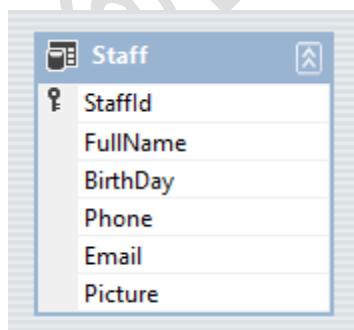 Staff
StaffId
FullName
BirthDay
Phone
Email
Picture